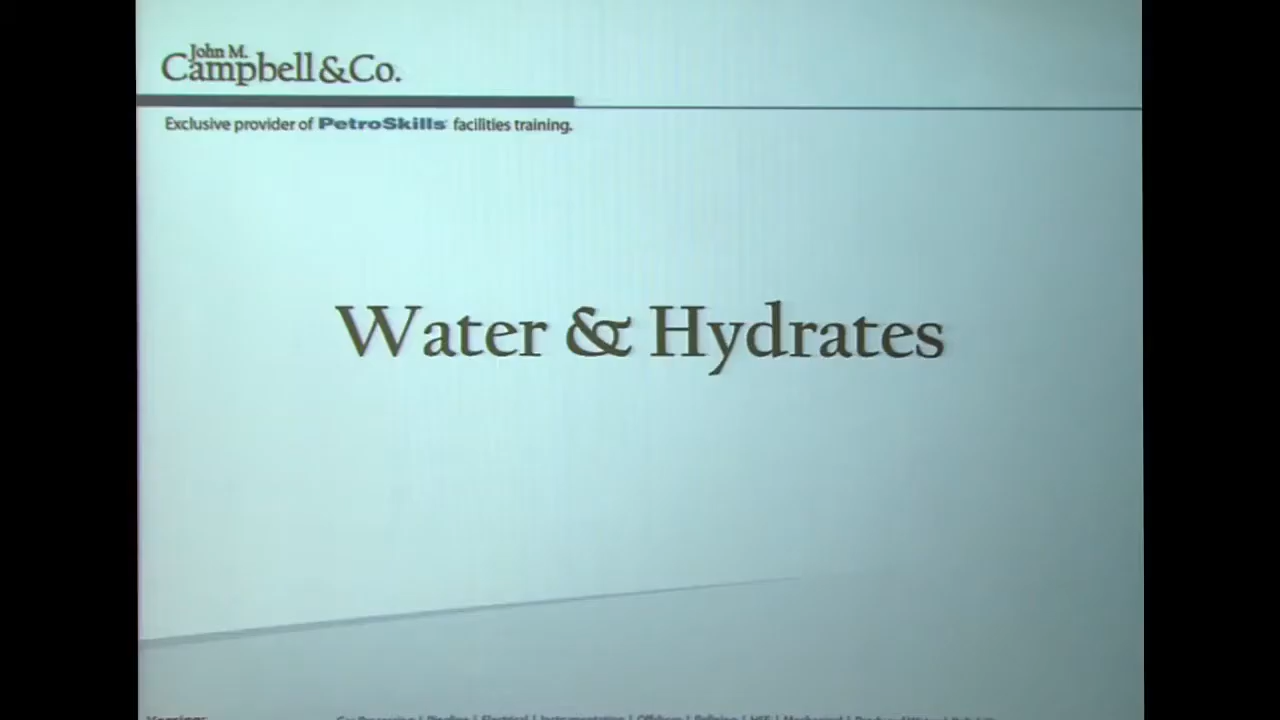 John M.
Campbell & Co.
Exclusive provider of PetroSkills facilities training.
Water & Hydrates